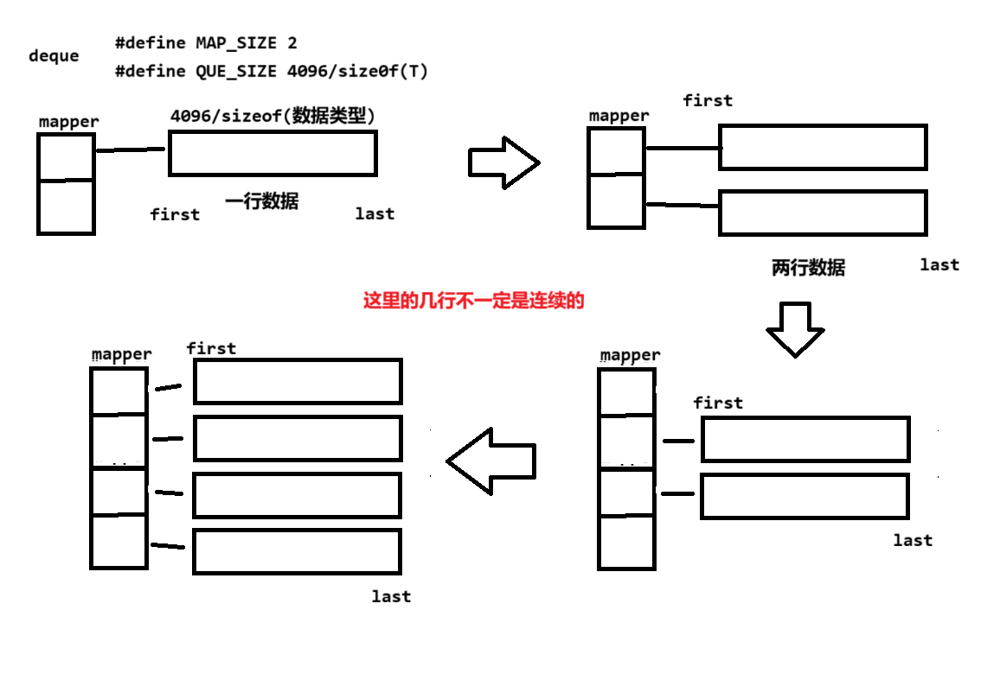 deque
#define MAP_SIZE 2
#define QUE_SIZE 4096/size0f(T)
mapper
4096/sizeof(数据类型)
一行数据
first
last
mapper
first
两行数据
last
这里的几行不一定是连续的
mapper
first
last
mapper
first
last